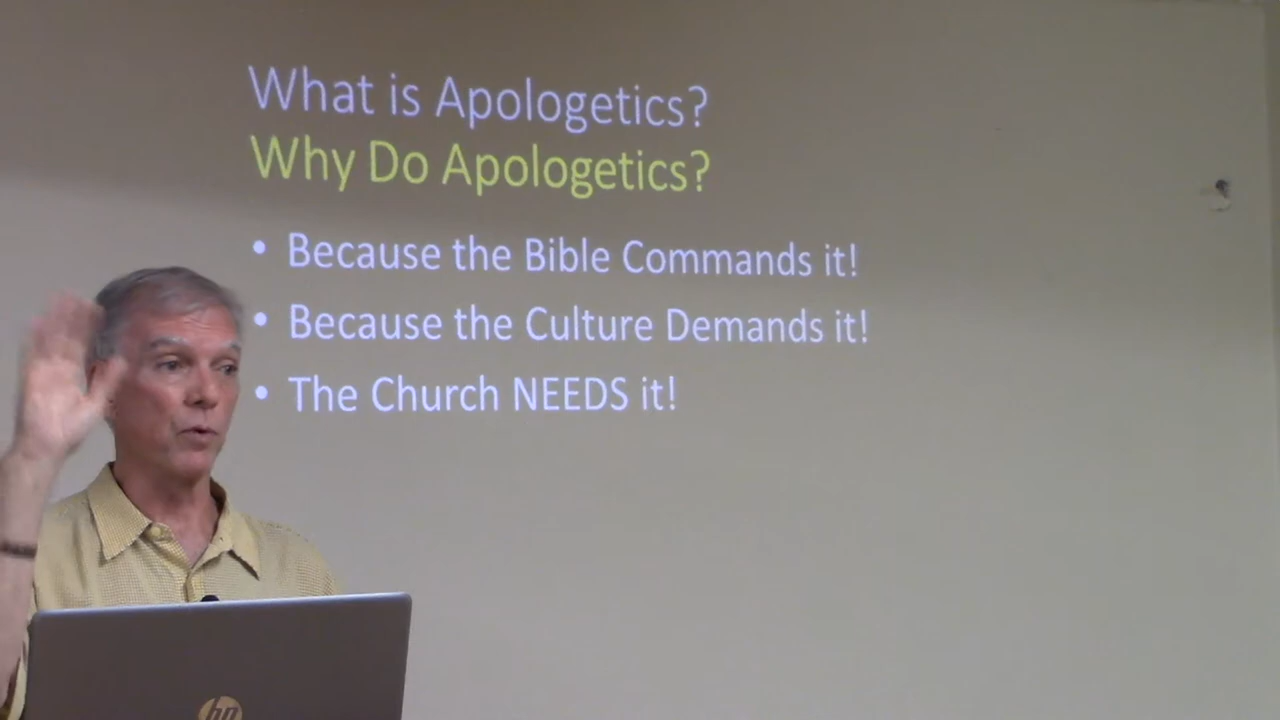 What is Apologetics?
Why Do Apologetics?
• Because the Bible Commands it!
• Because the Culture Demands it!
• The Church NEEDS it!
hp